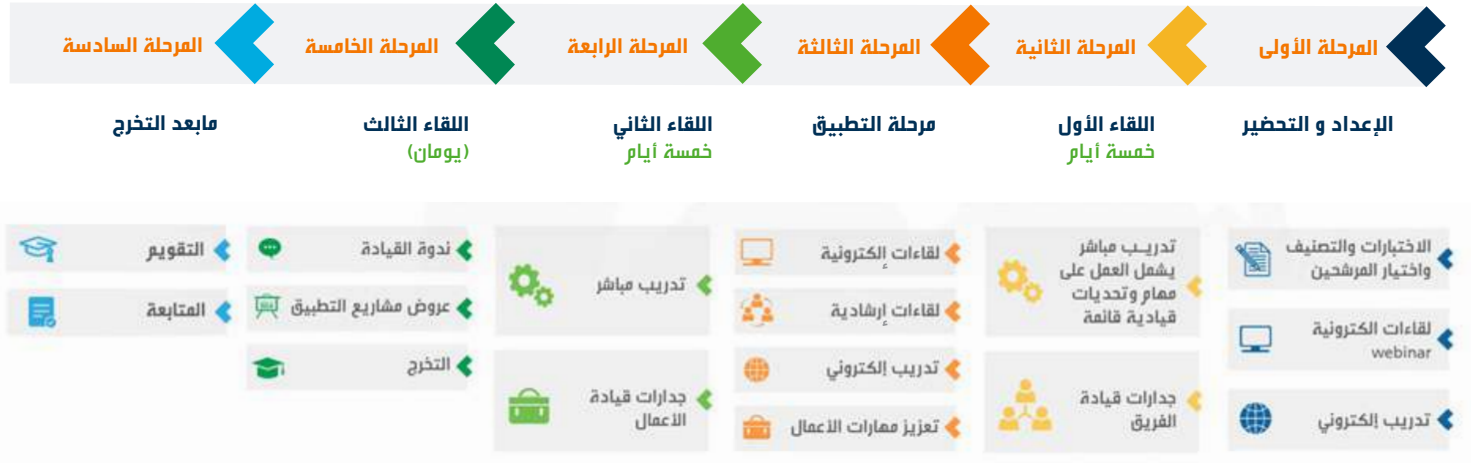 المرحلة الأولى
المرحلة الثانية
المرحلة الثالثة
المرحلة الرابعة
المرحلة الخامسة
المرحلة السادسة
الإعداد و التحضير
اللقاء الأول
خمسة أيام
مرحلة التطبيق
اللقاء الثاني
خمسة أيام
اللقاء الثالث
(يومان)
مابعد التخرج
الاختبارات والتصنيف
واختيار المرشحين
لقاءات الكترونية
webinar
تدريب إلكتروني
تدريب مباشر
يشمل العمل على
مهام وتحديات
قيادية قائمة
جدارات قيادة
الفريق
لقاءات إلكترونية
لقاءات إرشادية
تدريب إلكتروني
تعزيز مهارات الأعمال
تدريب مباشر
جدارات قيادة
الأعمال
ندوة القيادة
عروض مشاريع التطبيق
التخرج
التقويم
المتابعة